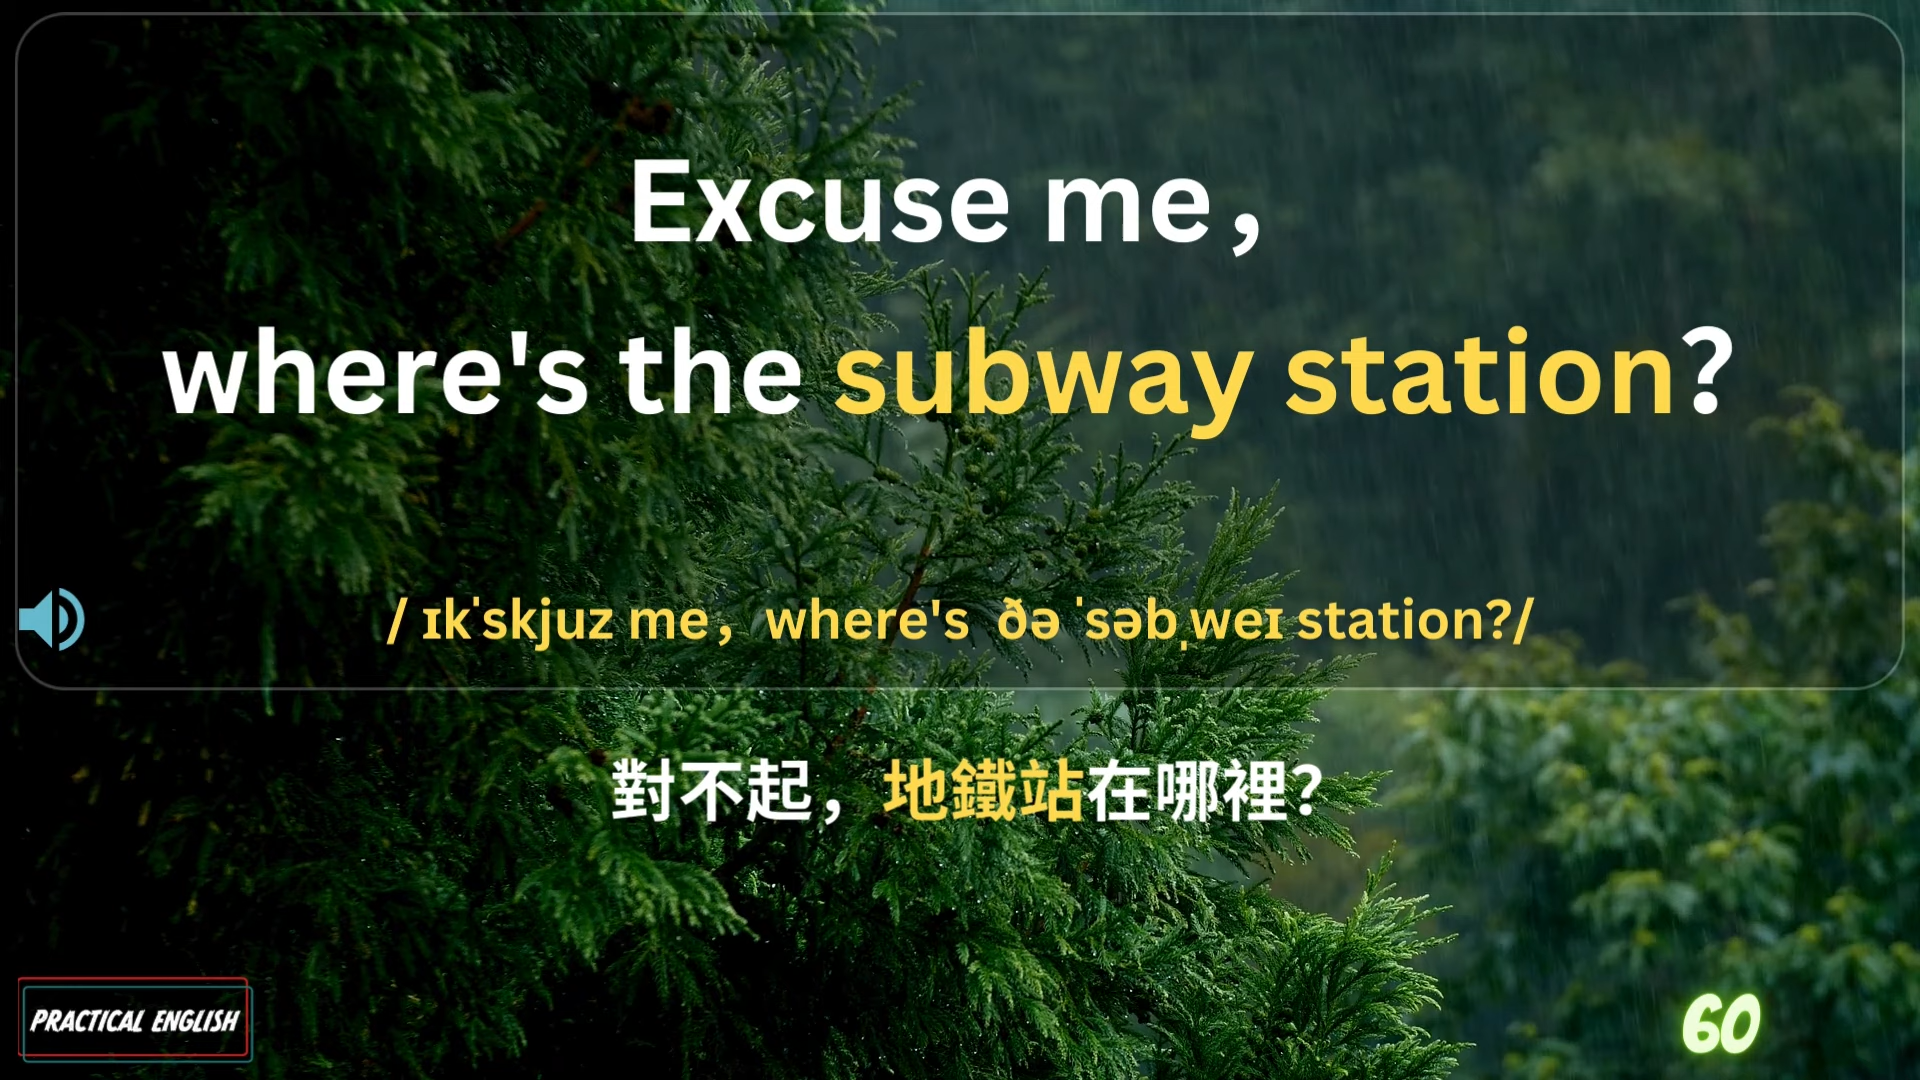 Excuse me，
where's the subway station?
/ ɪkˈskjuz me，where's ðə ˈsəbˌweɪ station?/
對不起，地鐵站在哪裡?
PRACTICAL ENGLISH
60